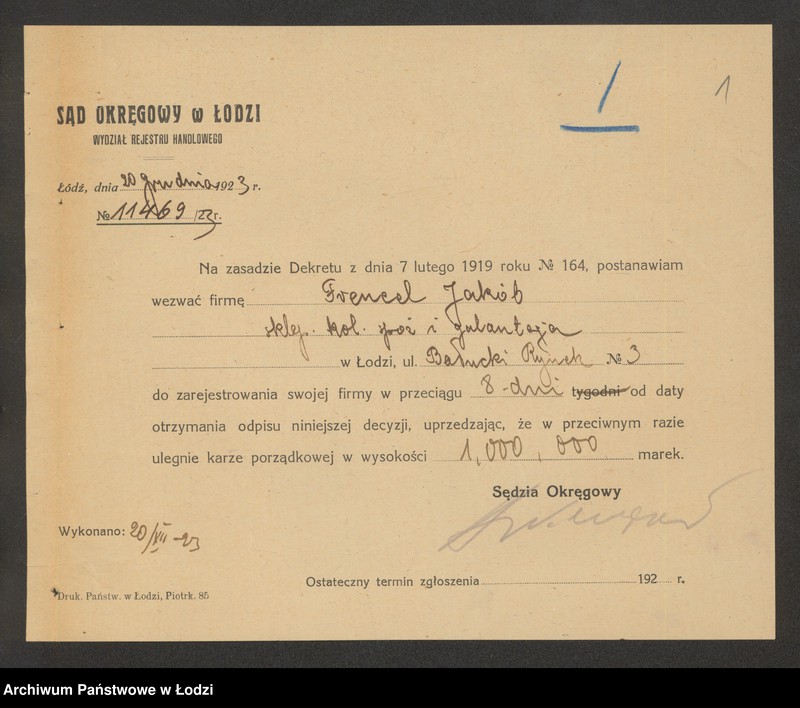 1
1
SĄD OKRĘGOWY w ŁODZI
WYDZIAŁ REJESTRU HANDLOWEGO
Łódź, dnia 20 grudnia 1923 r.
№ 11469 /23 r.
Na zasadzie Dekretu z dnia 7 lutego 1919 roku № 164, postanawiam
wezwać firmę Frencel Jakób
sklep. kol. spoż i galanterja
w Łodzi, ul. Bałucki Rynek № 3
do zarejestrowania swojej firmy w przeciągu 8-dni tygodni od daty
otrzymania odpisu niniejszej decyzji, uprzedzając, że w przeciwnym razie
ulegnie karze porządkowej w wysokości 1,000,000 marek.
Sędzia Okręgowy
Wykonano: 20/XII-23
Ostateczny termin zgłoszenia 192 r.
Druk. Państw. w Łodzi, Piotrk. 85
Archiwum Państwowe w Łodzi